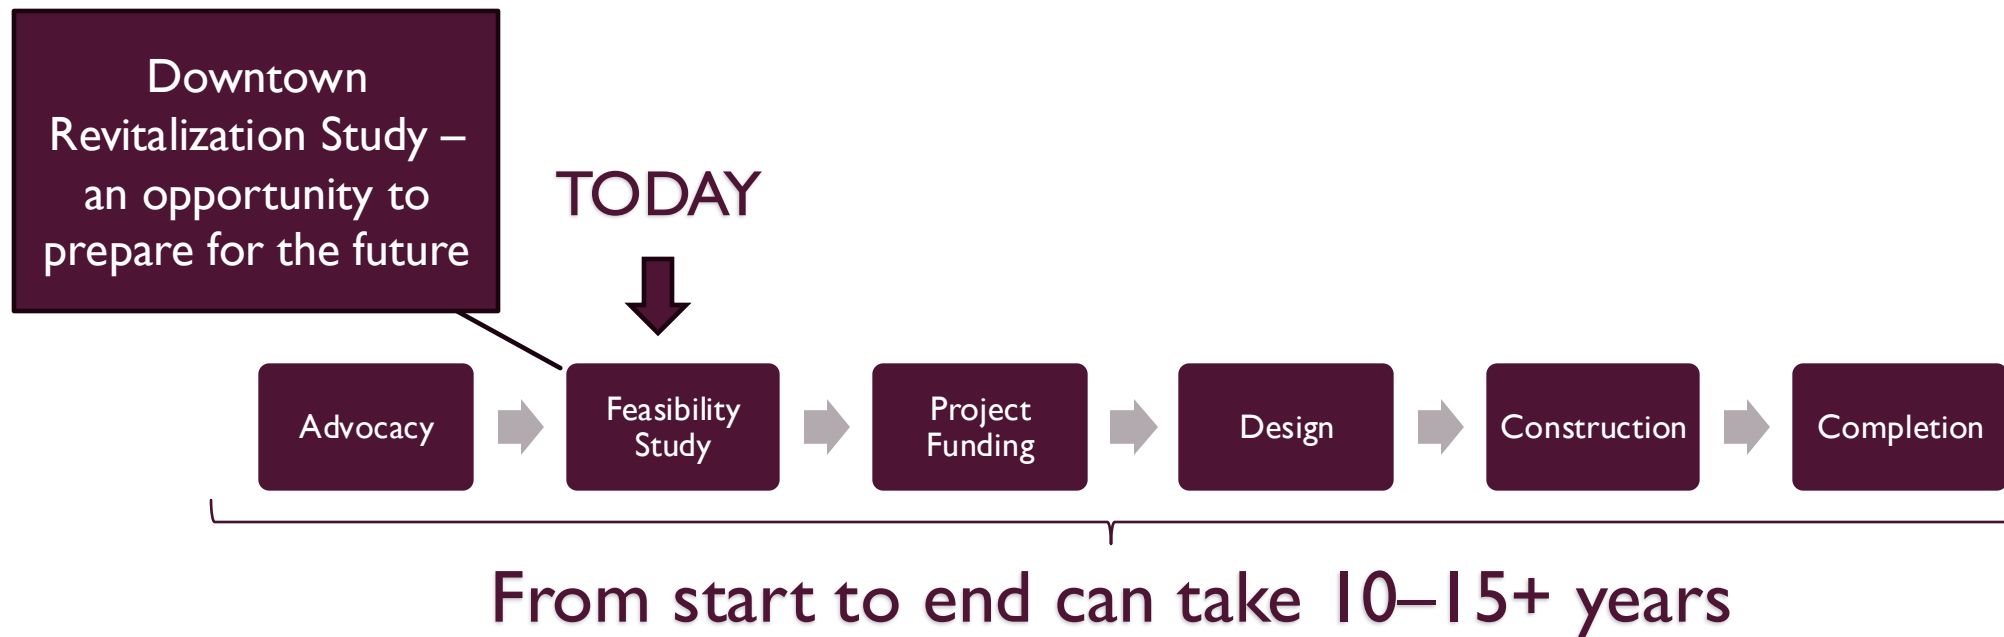 Downtown
Revitalization Study –
an opportunity to
prepare for the future
TODAY
Advocacy
Feasibility
Study
Project
Funding
Design
Construction
Completion
From start to end can take 10–15+ years